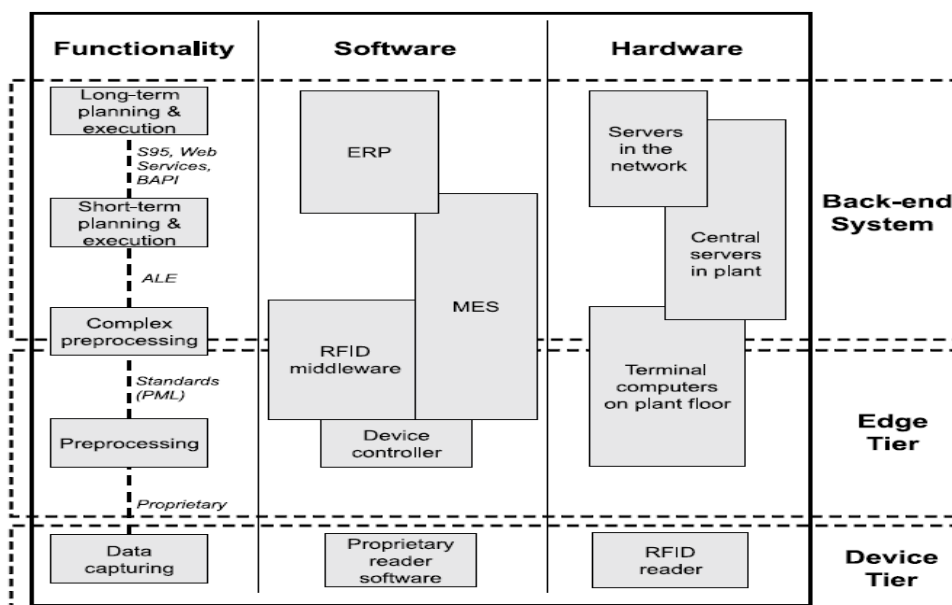 Functionality
Software
Hardware
Long-term
planning &
execution
S95, Web
Services,
BAPI
Short-term
planning &
execution
ALE
Complex
preprocessing
Standards
(PML)
Preprocessing
Proprietary
Data
capturing
ERP
MES
RFID
middleware
Device
controller
Proprietary
reader
software
Servers
in the
network
Central
servers
in plant
Terminal
computers
on plant floor
RFID
reader
Back-end
System
Edge
Tier
Device
Tier